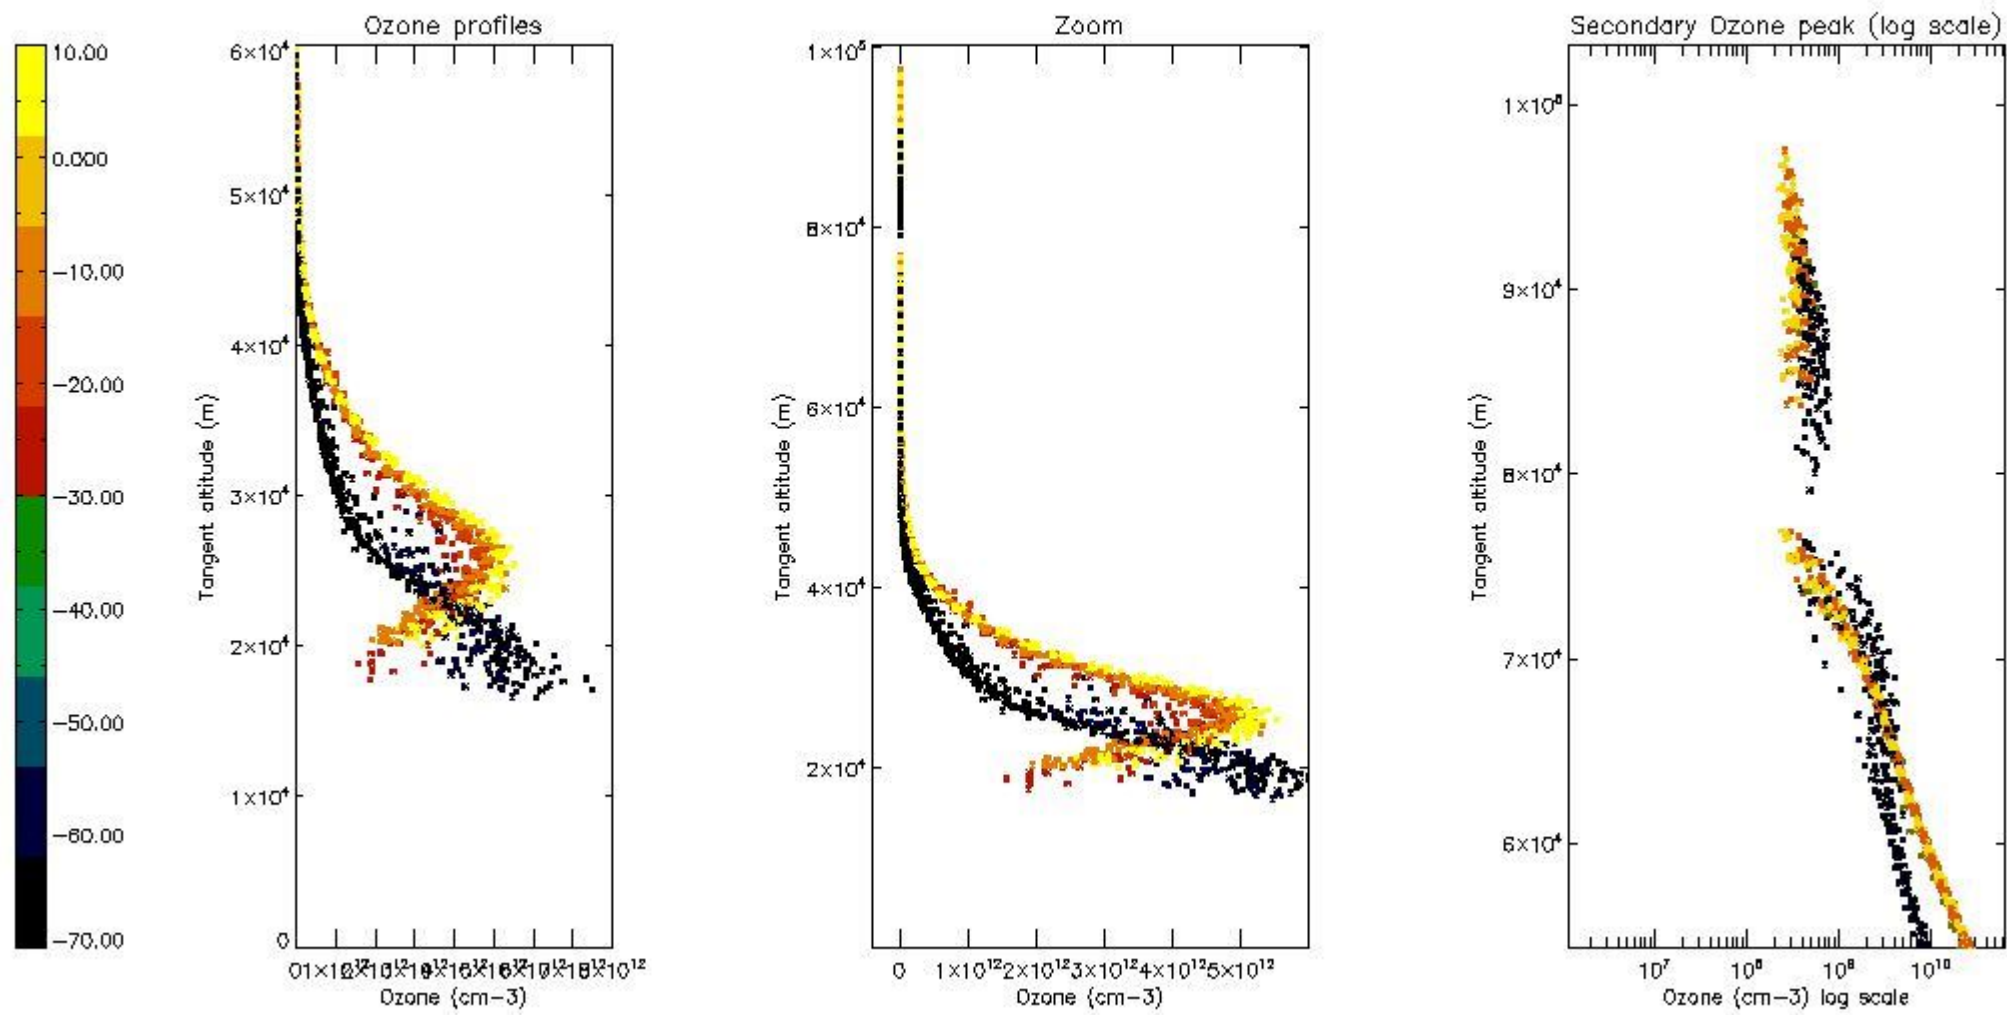 Ozone profiles
Zoom
Secondary Ozone peak (log scale)
10.00
0.000
−10.00
−20.00
−30.00
−40.00
−50.00
−60.00
−70.00
6×10⁴
5×10⁴
4×10⁴
3×10⁴
2×10⁴
1×10⁴
0
Tangent altitude (m)
Ozone (cm−3)
1×10⁵
8×10⁴
6×10⁴
4×10⁴
2×10⁴
Tangent altitude (m)
0 1×10¹² 2×10¹² 3×10¹² 4×10¹² 5×10¹²
Ozone (cm−3)
9×10⁴
8×10⁴
7×10⁴
6×10⁴
Tangent altitude (m)
10⁷ 10⁸ 10⁹ 10¹⁰
Ozone (cm−3) log scale